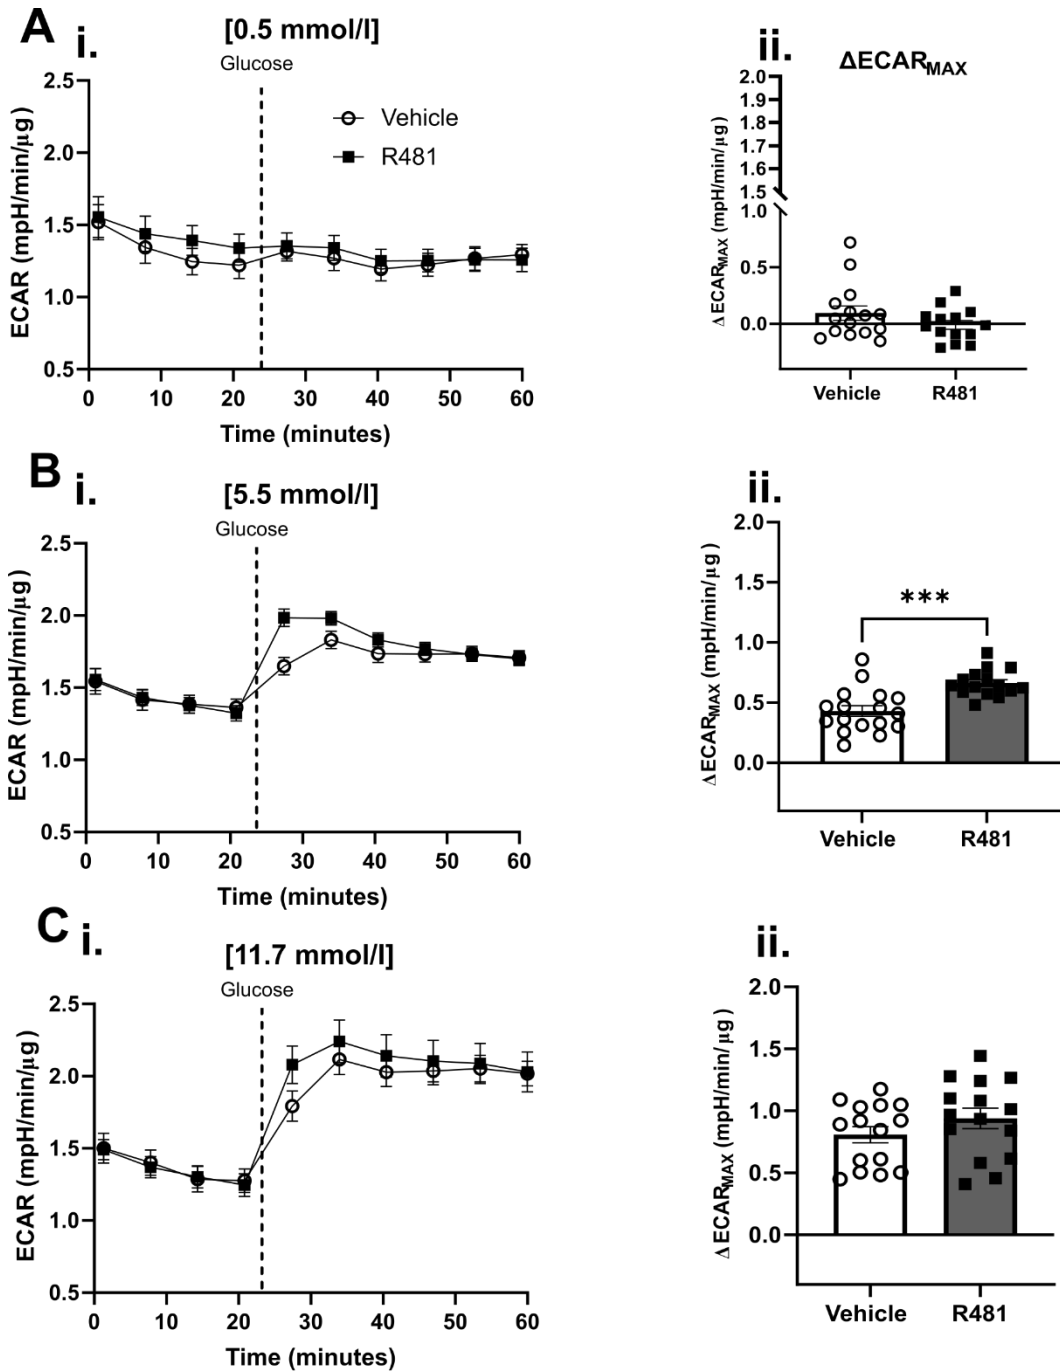 A
i.
[0.5 mmol/l]
Glucose
Vehicle
R481
ECAR (mpH/min/µg)
2.5
2.0
1.5
1.0
0.5
0 10 20 30 40 50 60
Time (minutes)
ii.
ΔECARMAX
ΔECARMAX (mpH/min/µg)
2.0
1.9
1.8
1.7
1.6
1.5
1.0
0.5
0.0
Vehicle R481
B
i.
[5.5 mmol/l]
Glucose
ECAR (mpH/min/µg)
2.5
2.0
1.5
1.0
0.5
0 10 20 30 40 50 60
Time (minutes)
ii.
ΔECARMAX (mpH/min/µg)
2.0
1.5
1.0
0.5
0.0
***
Vehicle R481
C
i.
[11.7 mmol/l]
Glucose
ECAR (mpH/min/µg)
2.5
2.0
1.5
1.0
0.5
0 10 20 30 40 50 60
Time (minutes)
ii.
ΔECARMAX (mpH/min/µg)
2.0
1.5
1.0
0.5
0.0
Vehicle R481